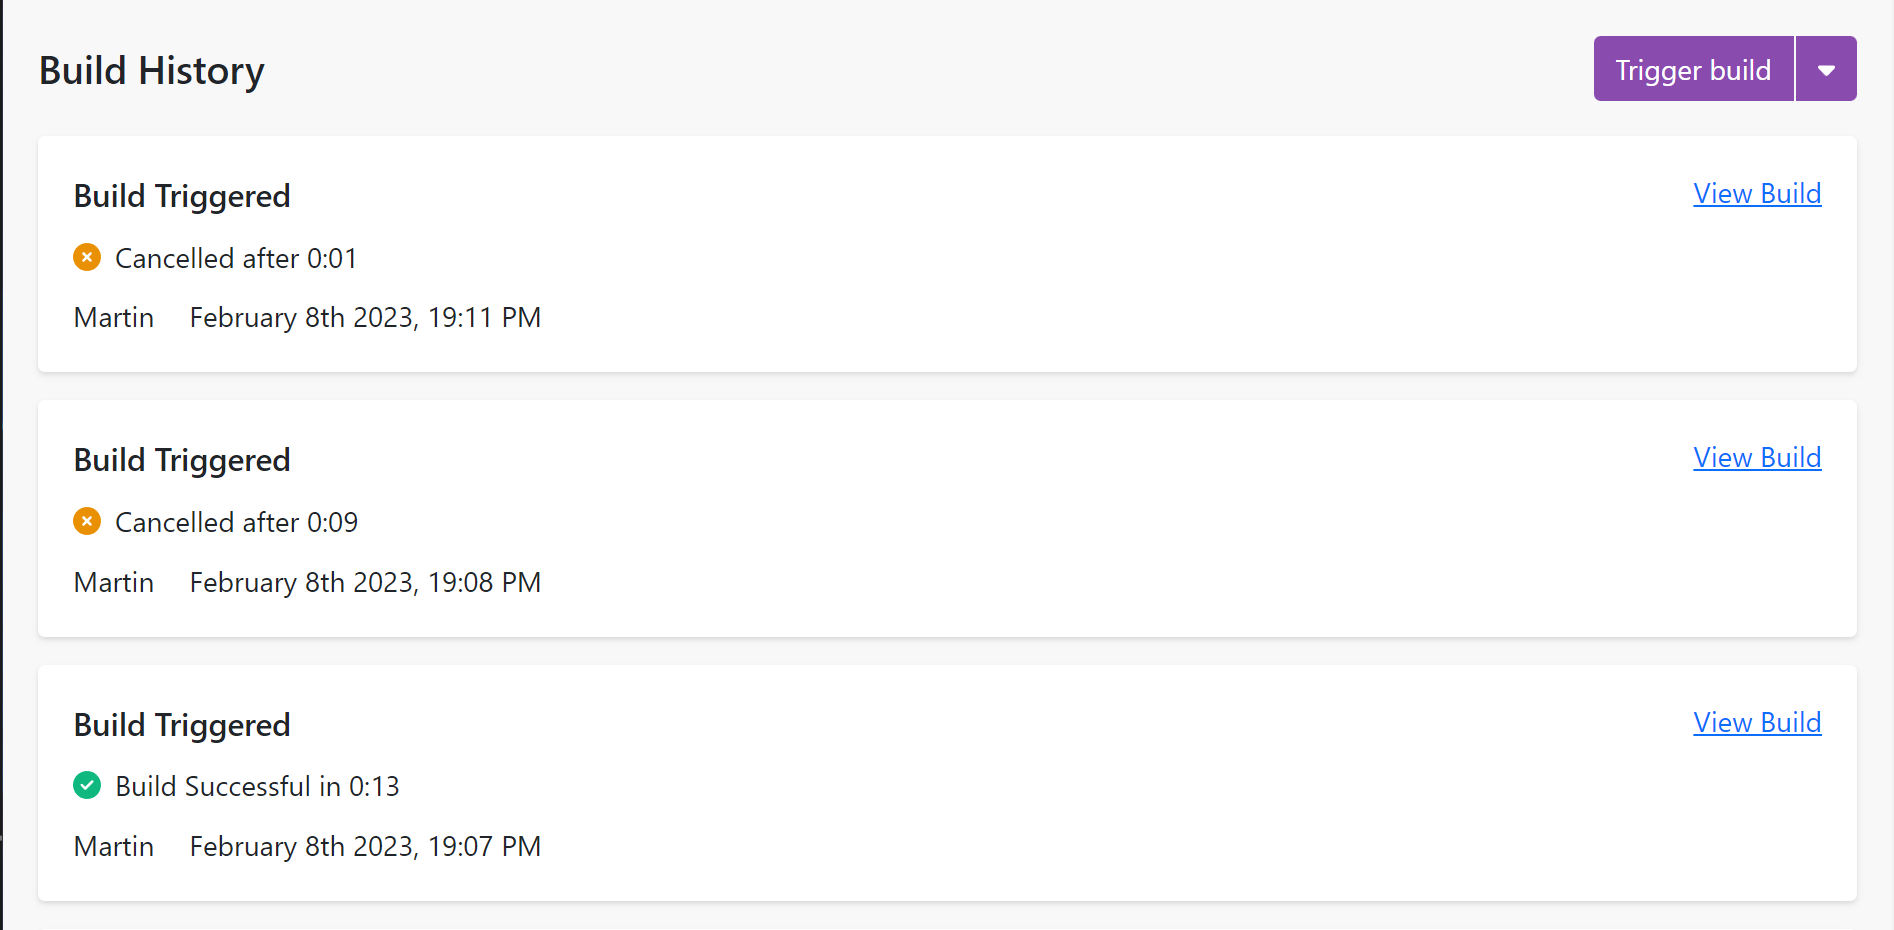 Build History
Trigger build
Build Triggered
View Build
Cancelled after 0:01
Martin February 8th 2023, 19:11 PM
Build Triggered
View Build
Cancelled after 0:09
Martin February 8th 2023, 19:08 PM
Build Triggered
View Build
Build Successful in 0:13
Martin February 8th 2023, 19:07 PM